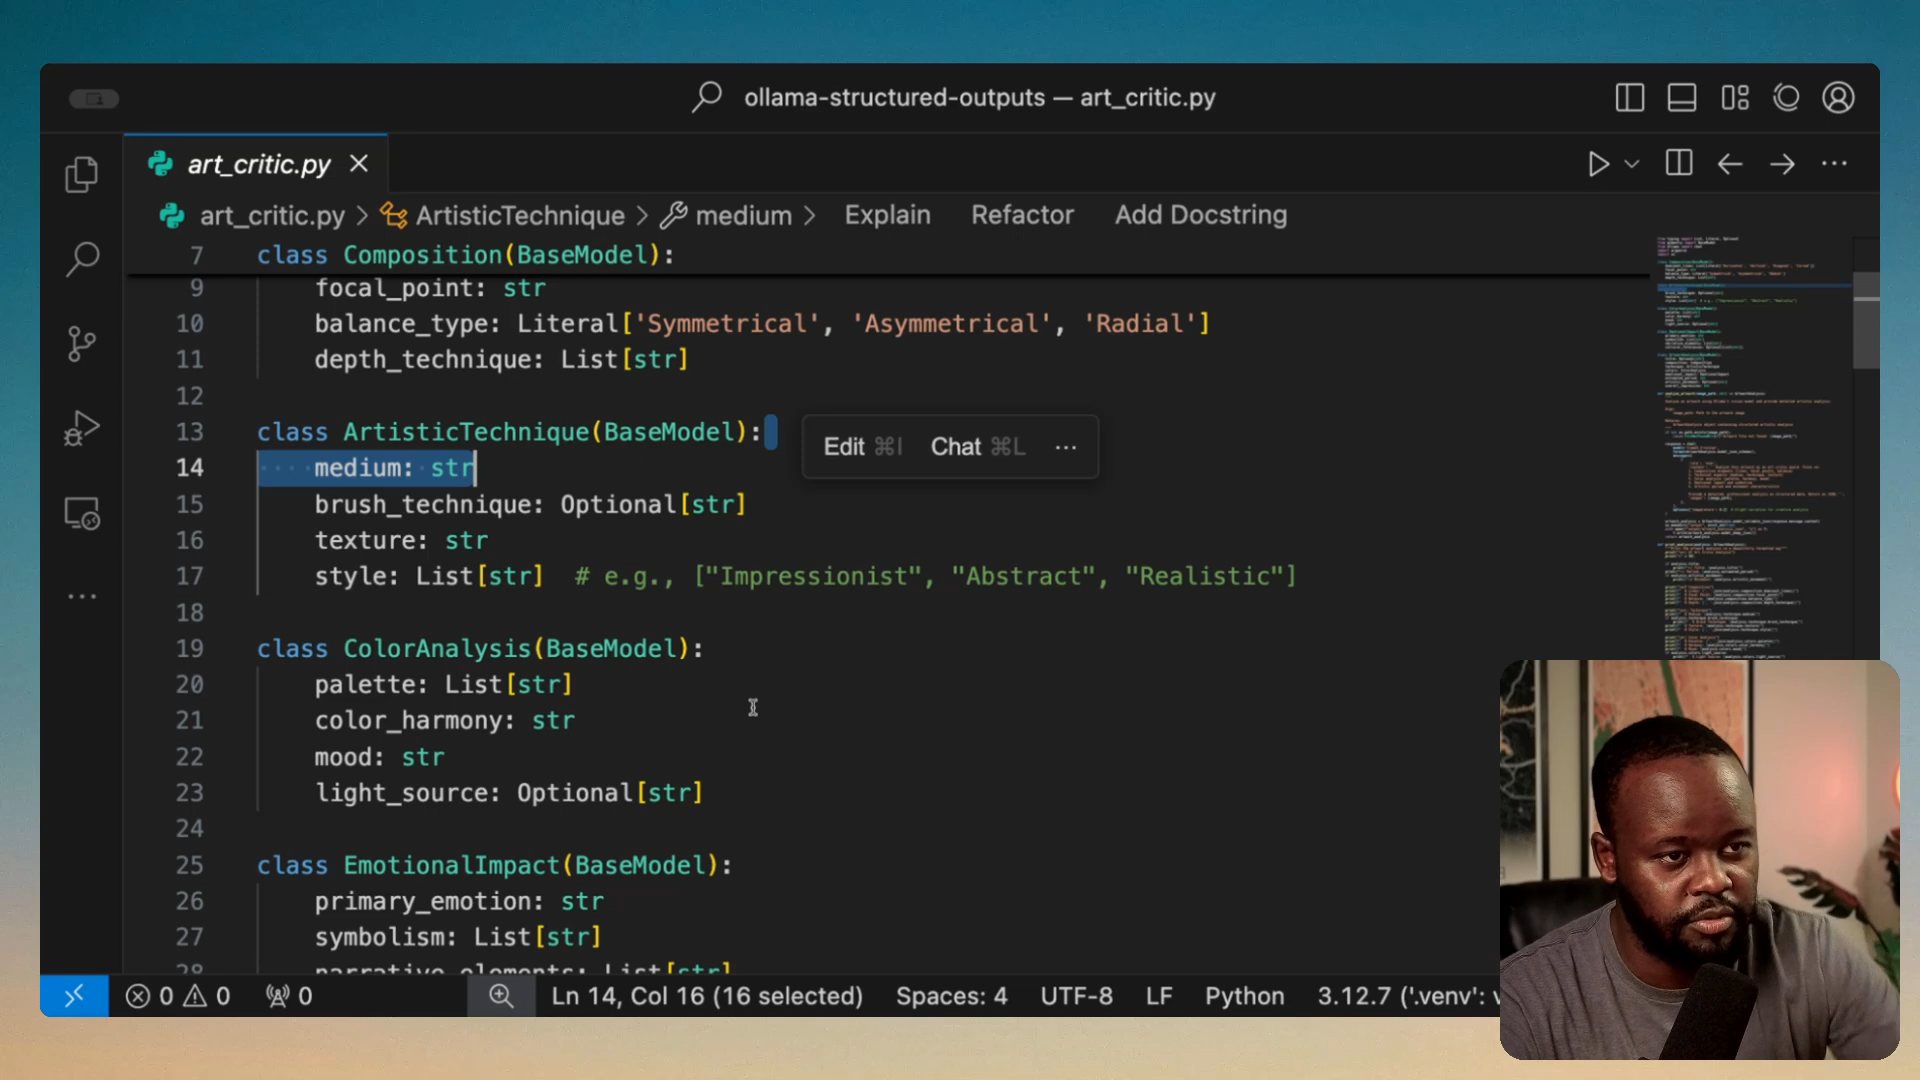 ollama-structured-outputs — art_critic.py
art_critic.py
art_critic.py > ArtisticTechnique > medium > Explain Refactor Add Docstring
7 class Composition(BaseModel):
9 focal_point: str
10 balance_type: Literal['Symmetrical', 'Asymmetrical', 'Radial']
11 depth_technique: List[str]
12
13 class ArtisticTechnique(BaseModel):
Edit ⌘I Chat ⌘L ···
14 medium: str
15 brush_technique: Optional[str]
16 texture: str
17 style: List[str] # e.g., ["Impressionist", "Abstract", "Realistic"]
18
19 class ColorAnalysis(BaseModel):
20 palette: List[str]
21 color_harmony: str
22 mood: str
23 light_source: Optional[str]
24
25 class EmotionalImpact(BaseModel):
26 primary_emotion: str
27 symbolism: List[str]
28 narrative_elements: List[str]
0 0 0 Ln 14, Col 16 (16 selected) Spaces: 4 UTF-8 LF Python 3.12.7 ('.venv': v